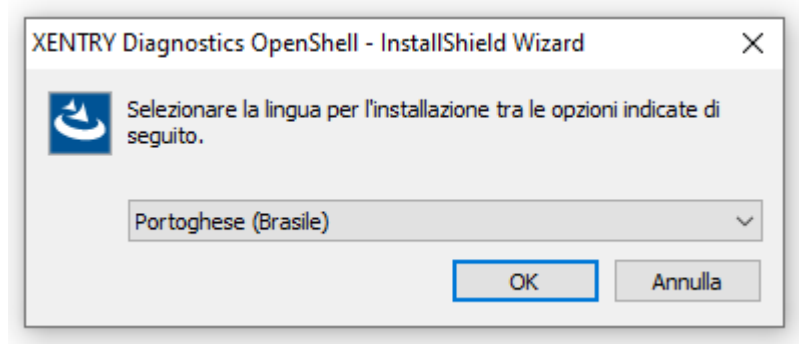 XENTRY Diagnostics OpenShell - InstallShield Wizard
Selezionare la lingua per l'installazione tra le opzioni indicate di
seguito.
Portoghese (Brasile)
OK
Annulla